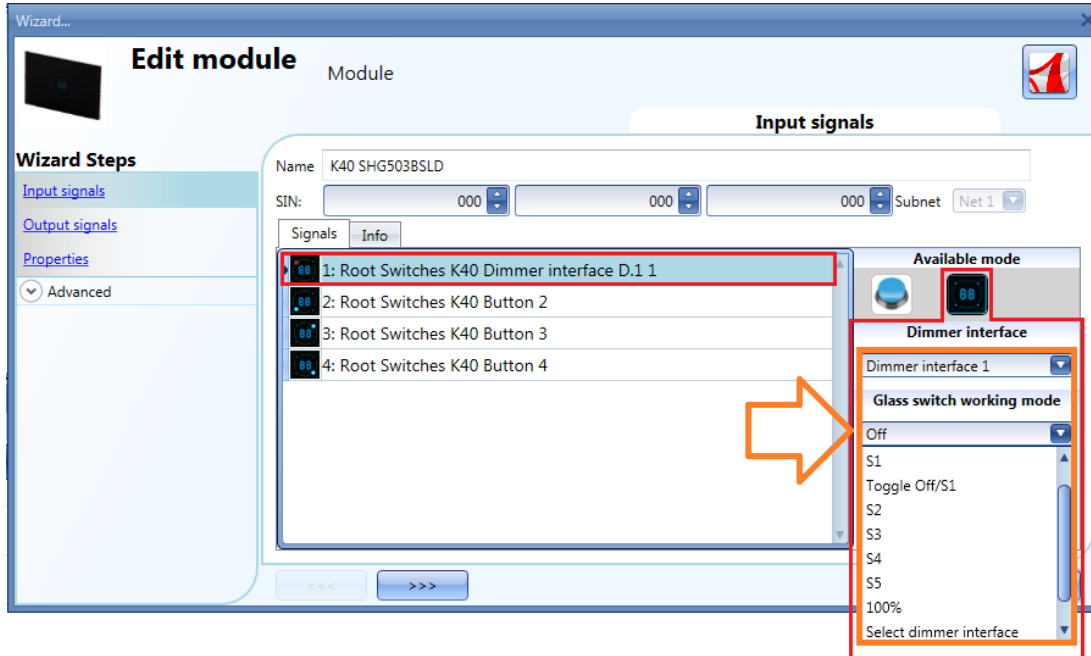 Wizard...
Edit module
Module
Input signals
Wizard Steps
Input signals
Output signals
Properties
Advanced
Name K40 SHG503BSLD
SIN: 000 000 000 Subnet Net 1
Signals Info
1: Root Switches K40 Dimmer interface D.1 1
2: Root Switches K40 Button 2
3: Root Switches K40 Button 3
4: Root Switches K40 Button 4
Available mode
88
Dimmer interface
Dimmer interface 1
Glass switch working mode
Off
S1
Toggle Off/S1
S2
S3
S4
S5
100%
Select dimmer interface
<<< >>>